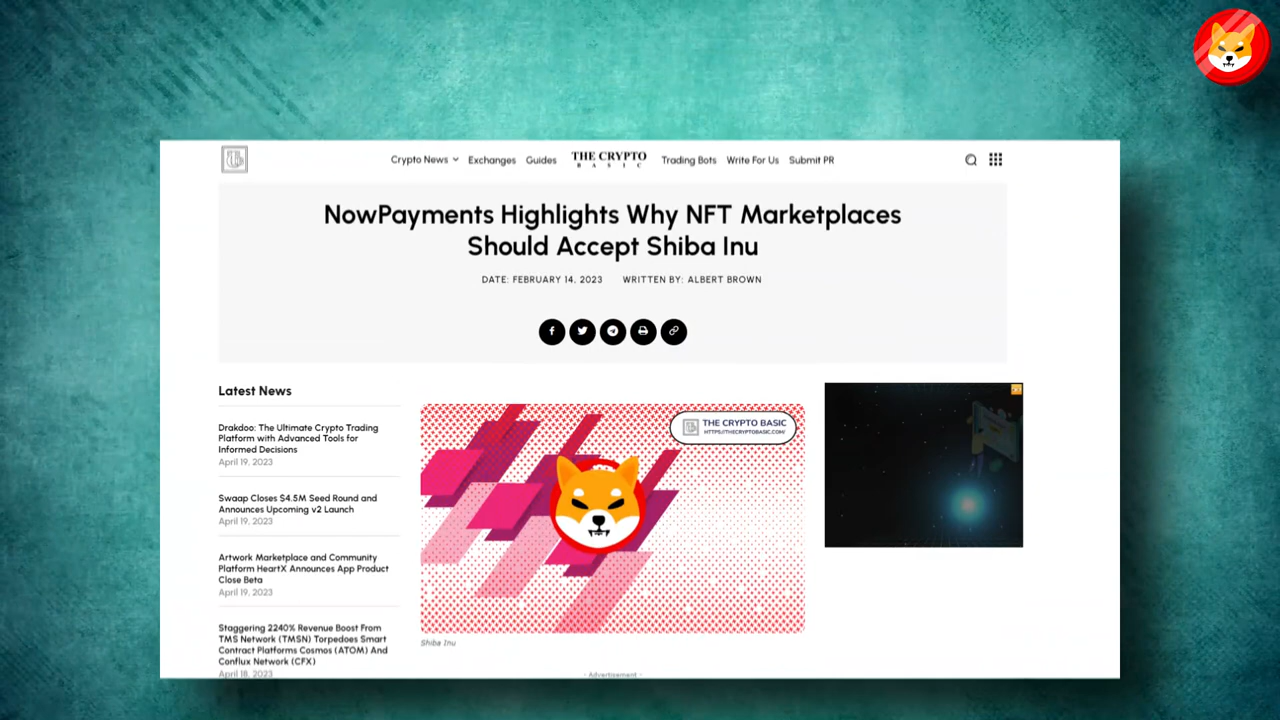 Crypto News Exchanges Guides THE CRYPTO BASIC Trading Bots Write For Us Submit PR
NowPayments Highlights Why NFT Marketplaces
Should Accept Shiba Inu
DATE: FEBRUARY 14, 2023 WRITTEN BY: ALBERT BROWN
Latest News
Drakdoo: The Ultimate Crypto Trading
Platform with Advanced Tools for
Informed Decisions
April 19, 2023
Swaap Closes $4.5M Seed Round and
Announces Upcoming v2 Launch
April 19, 2023
Artwork Marketplace and Community
Platform HeartX Announces App Product
Close Beta
April 19, 2023
Staggering 2240% Revenue Boost From
TMS Network (TMSN) Torpedoes Smart
Contract Platforms Cosmos (ATOM) And
Conflux Network (CFX)
April 18, 2023
THE CRYPTO BASIC
HTTPS://THECRYPTOBASIC.COM/
Shiba Inu
- Advertisement -